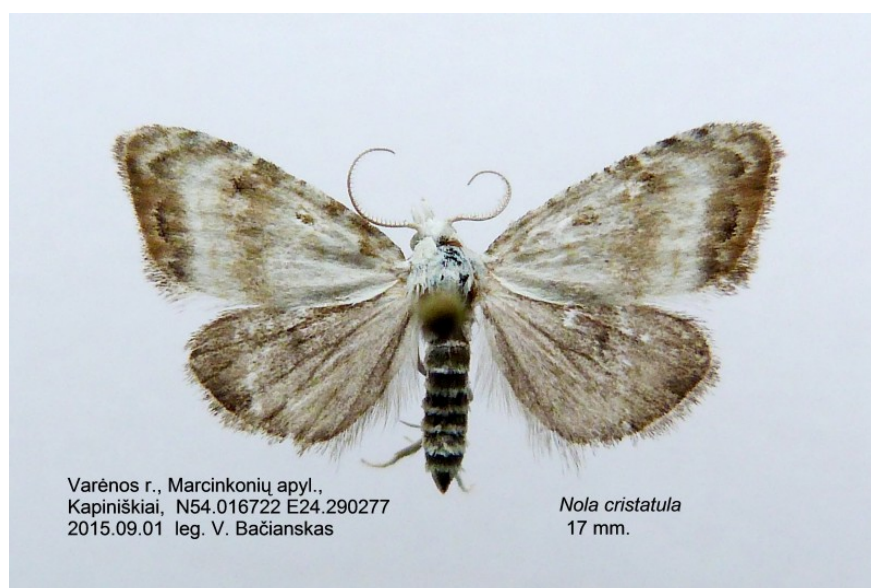 Varėnos r., Marcinkonių apyl.,
Kapiniškiai, N54.016722 E24.290277
2015.09.01 leg. V. Bačianskas
Nola cristatula
17 mm.